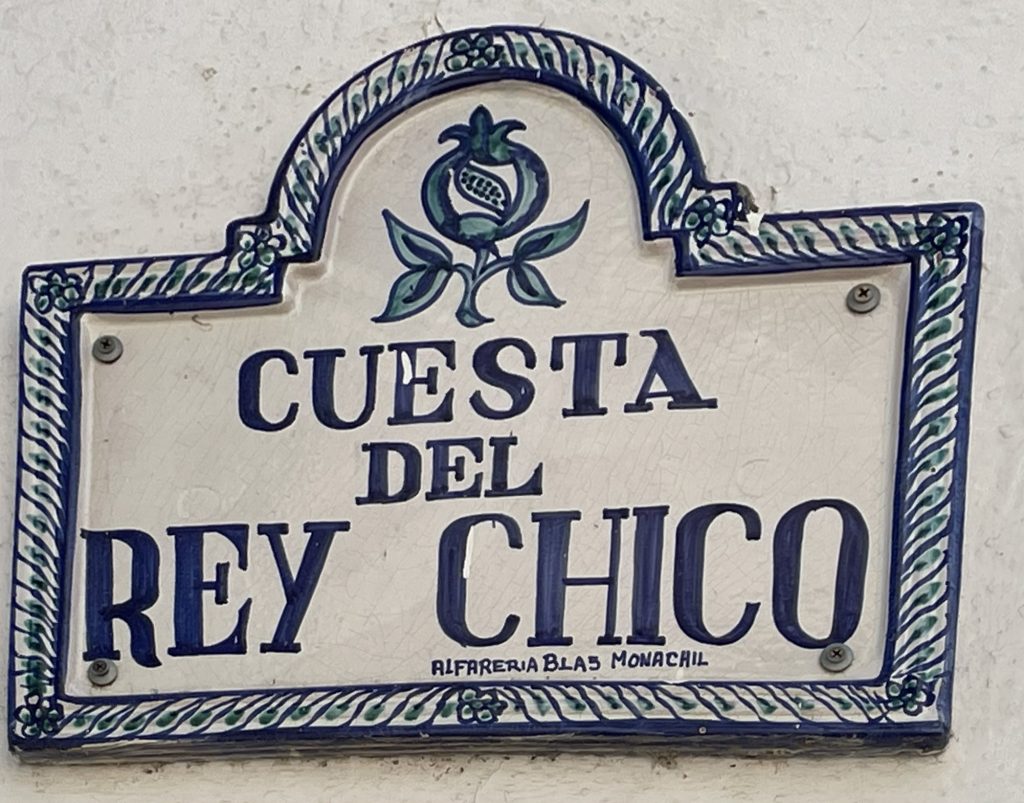 CUESTA
DEL
REY CHICO
ALFARERIA BLAS MONACHIL